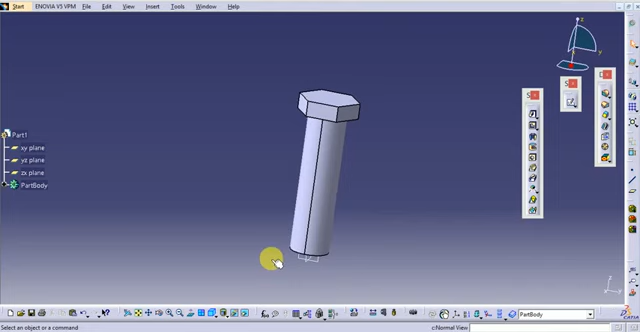 Start ENOVIA V5 VPM File Edit View Insert Tools Window Help
Part1
xy plane
yz plane
zx plane
PartBody
PartBody
Select an object or a command
c:Normal View
CATIA